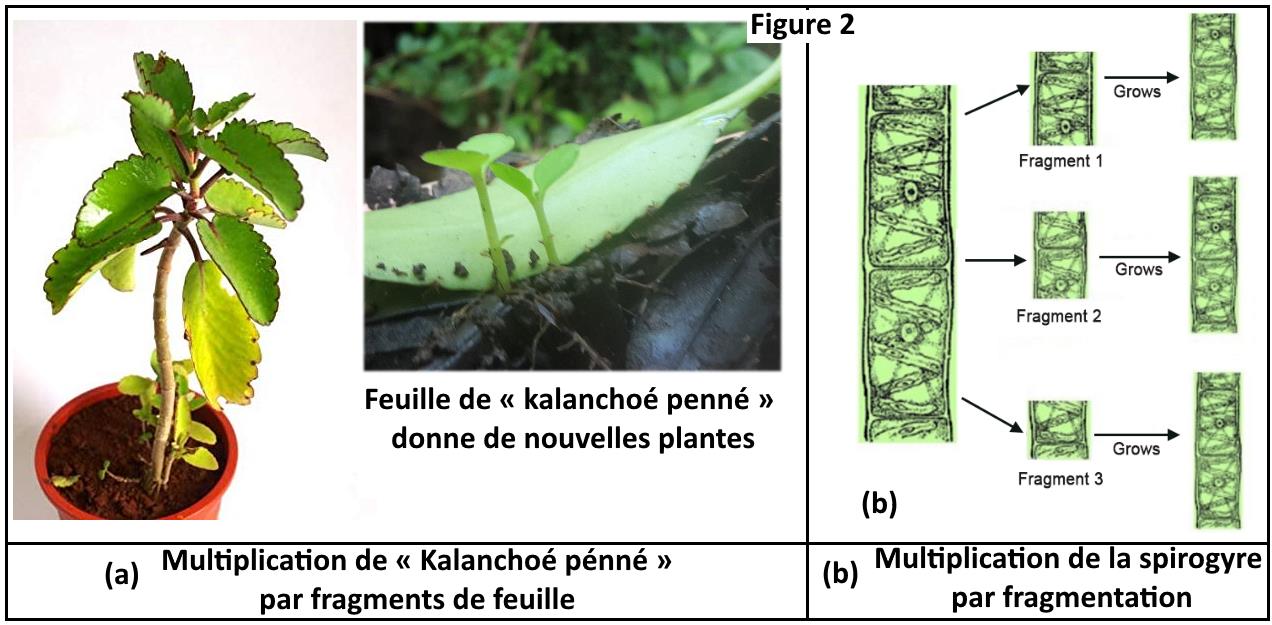 Figure 2
Feuille de « kalanchoé penné »
donne de nouvelles plantes
Fragment 1
Grows
Fragment 2
Grows
Fragment 3
Grows
(b)
(a) Multiplication de « Kalanchoé pénné »
par fragments de feuille
(b) Multiplication de la spirogyre
par fragmentation